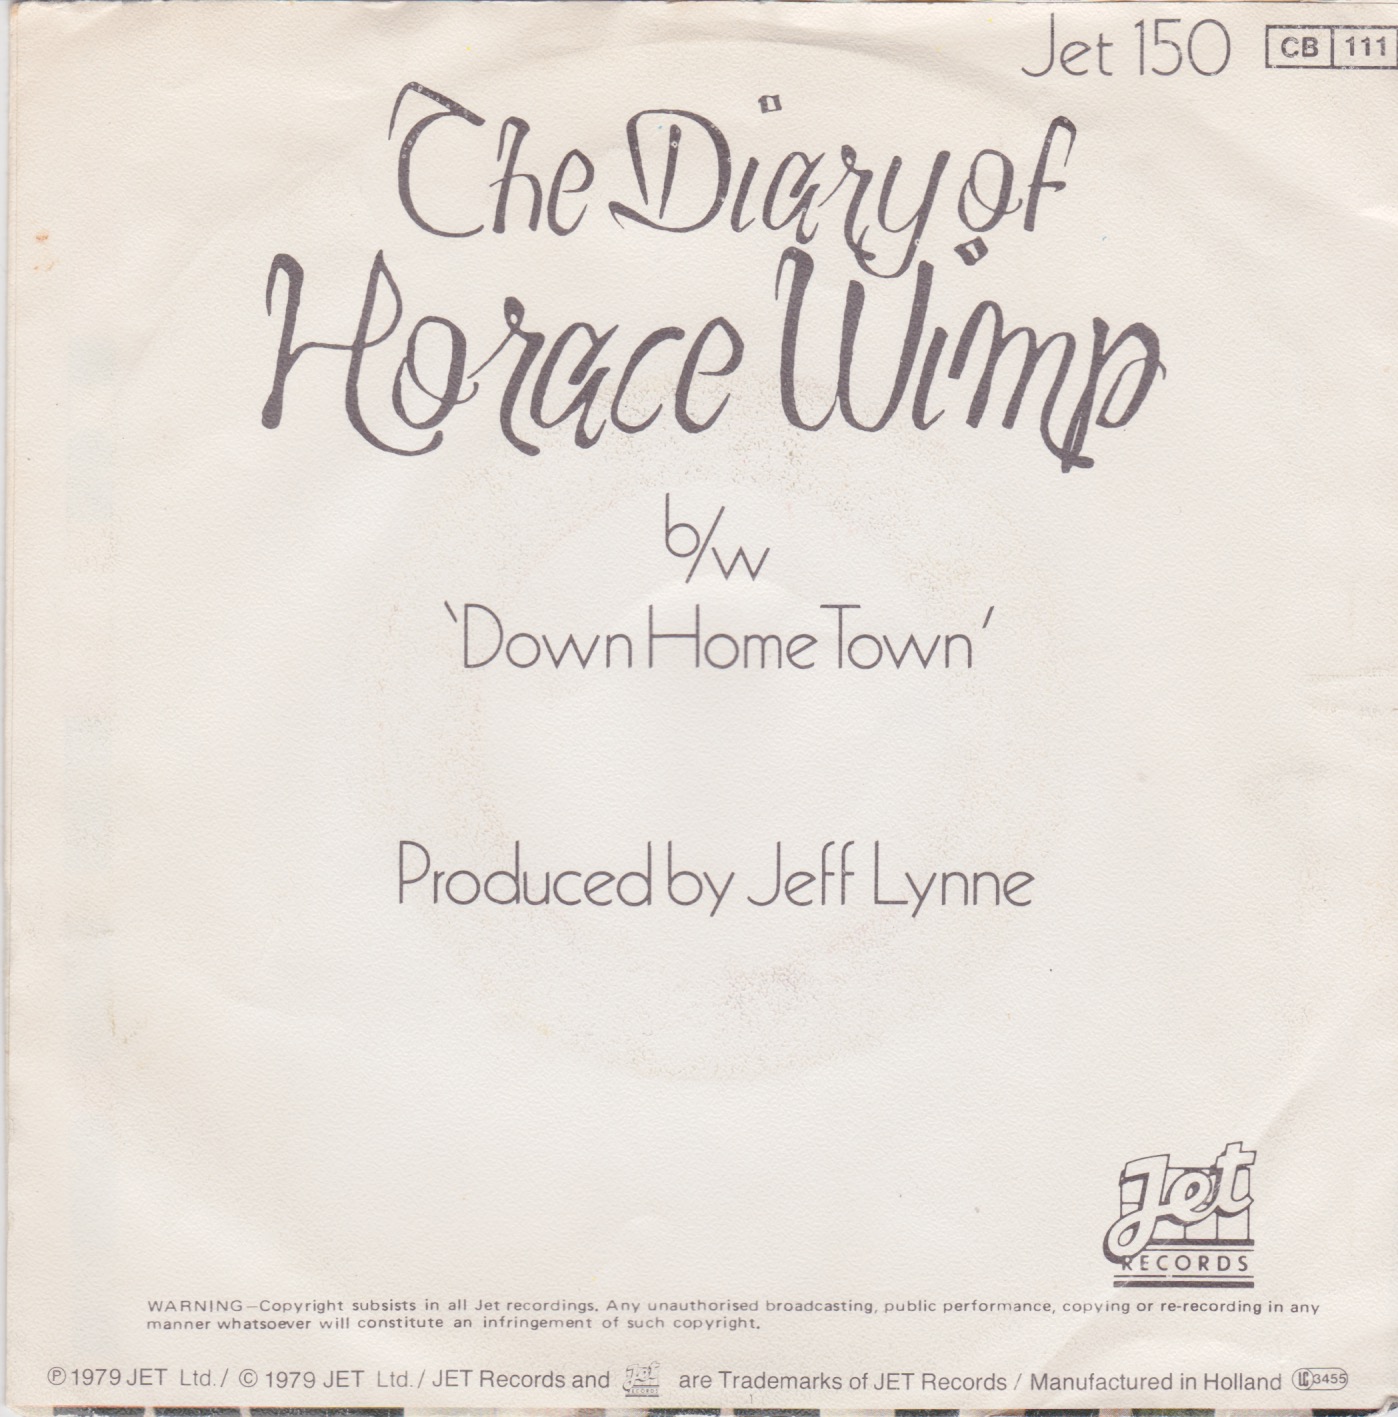 Jet 150 CB 111
The Diary of
Horace Wimp
b/w
'Down Home Town'
Produced by Jeff Lynne
Jet
RECORDS
WARNING—Copyright subsists in all Jet recordings. Any unauthorised broadcasting, public performance, copying or re-recording in any
manner whatsoever will constitute an infringement of such copyright.
℗ 1979 JET Ltd. / © 1979 JET Ltd. / JET Records and Jet RECORDS are Trademarks of JET Records / Manufactured in Holland LC 3455